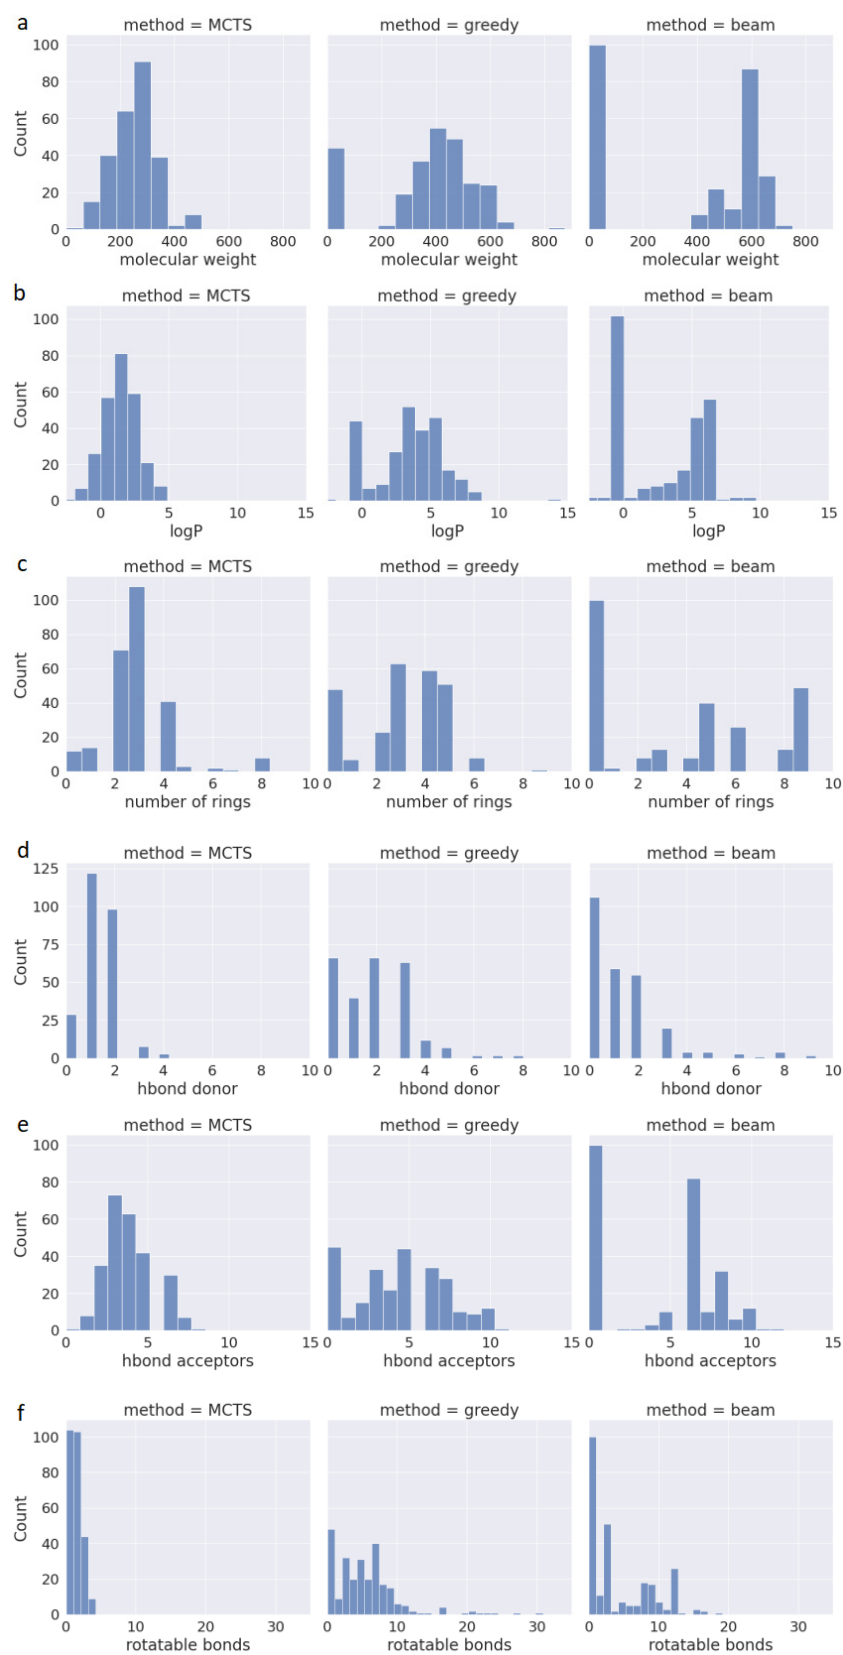 a
method = MCTS method = greedy method = beam
100
80
60
40
20
0
Count
0 200 400 600 800 0 200 400 600 800 0 200 400 600 800
molecular weight molecular weight molecular weight
b
method = MCTS method = greedy method = beam
100
80
60
40
20
0
Count
0 5 10 15 0 5 10 15 0 5 10 15
logP logP logP
c
method = MCTS method = greedy method = beam
100
80
60
40
20
0
Count
0 2 4 6 8 10 0 2 4 6 8 10 0 2 4 6 8 10
number of rings number of rings number of rings
d
method = MCTS method = greedy method = beam
125
100
75
50
25
0
Count
0 2 4 6 8 10 0 2 4 6 8 10 0 2 4 6 8 10
hbond donor hbond donor hbond donor
e
method = MCTS method = greedy method = beam
100
80
60
40
20
0
Count
0 5 10 15 0 5 10 15 0 5 10 15
hbond acceptors hbond acceptors hbond acceptors
f
method = MCTS method = greedy method = beam
100
80
60
40
20
0
Count
0 10 20 30 0 10 20 30 0 10 20 30
rotatable bonds rotatable bonds rotatable bonds